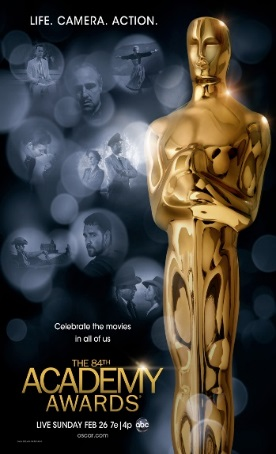 LIFE. CAMERA. ACTION.
Celebrate the movies
in all of us
THE 84TH
ACADEMY
AWARDS
LIVE SUNDAY FEB 26 7e|4p abc
oscar.com